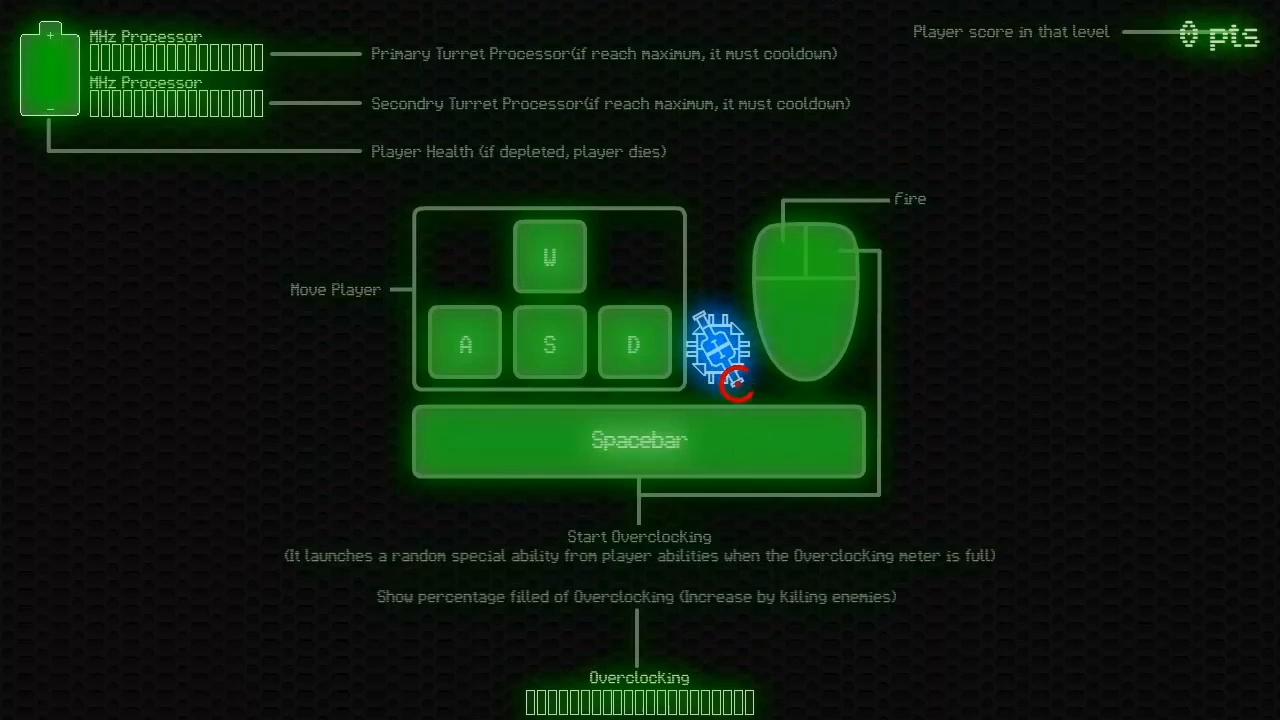 +
MHz Processor
Primary Turret Processor(if reach maximum, it must cooldown)
MHz Processor
Secondry Turret Processor(if reach maximum, it must cooldown)
Player Health (if depleted, player dies)
Player score in that level
0 pts
Fire
W
Move Player
A S D
Spacebar
Start Overclocking
(It launches a random special ability from player abilities when the Overclocking meter is full)
Show percentage filled of Overclocking (Increase by Killing enemies)
Overclocking